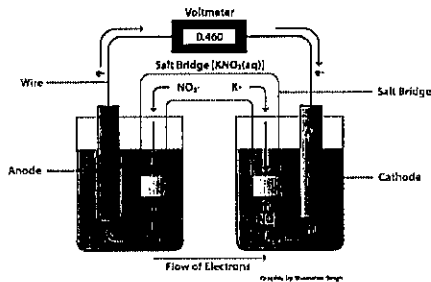 Voltmeter
0.460
Salt Bridge [KNO3(aq)]
Wire
NO3-
K+
Salt Bridge
Anode
Cathode
Flow of Electrons